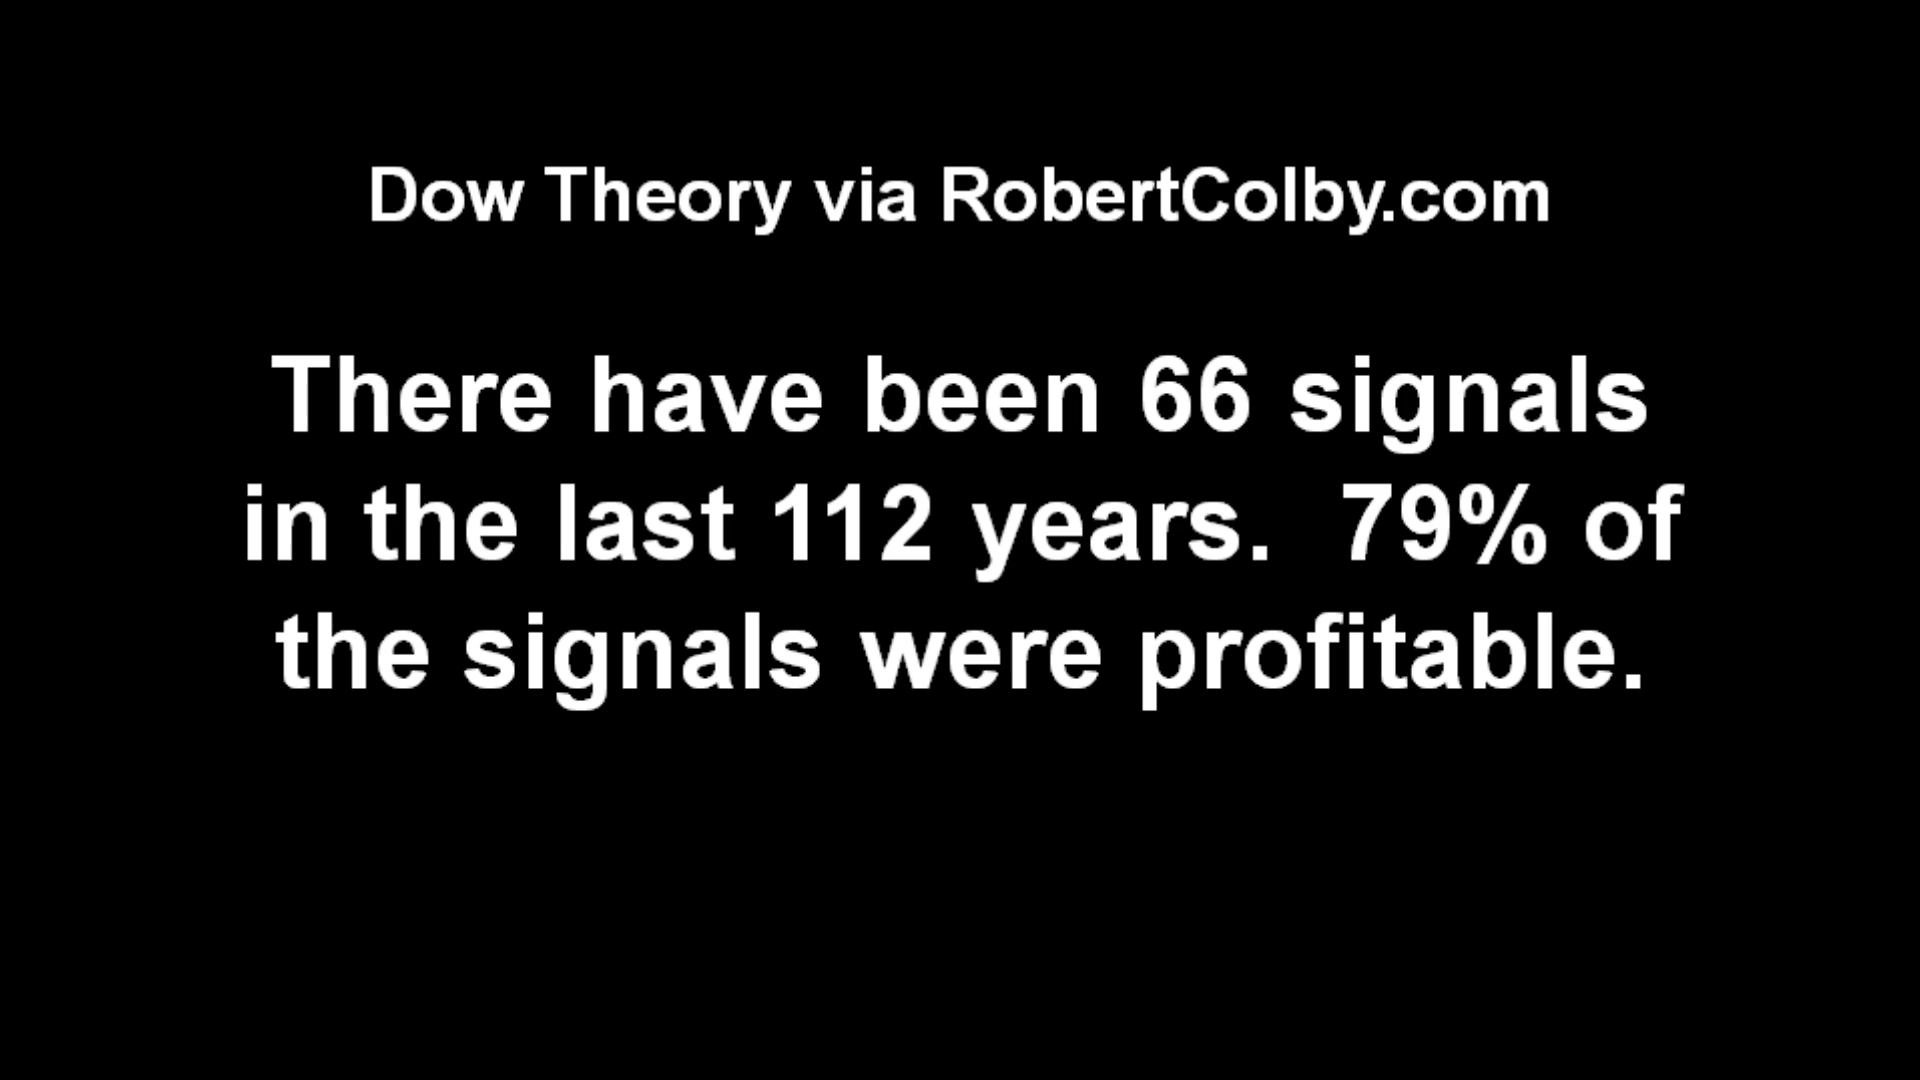 Dow Theory via RobertColby.com
There have been 66 signals
in the last 112 years.  79% of
the signals were profitable.